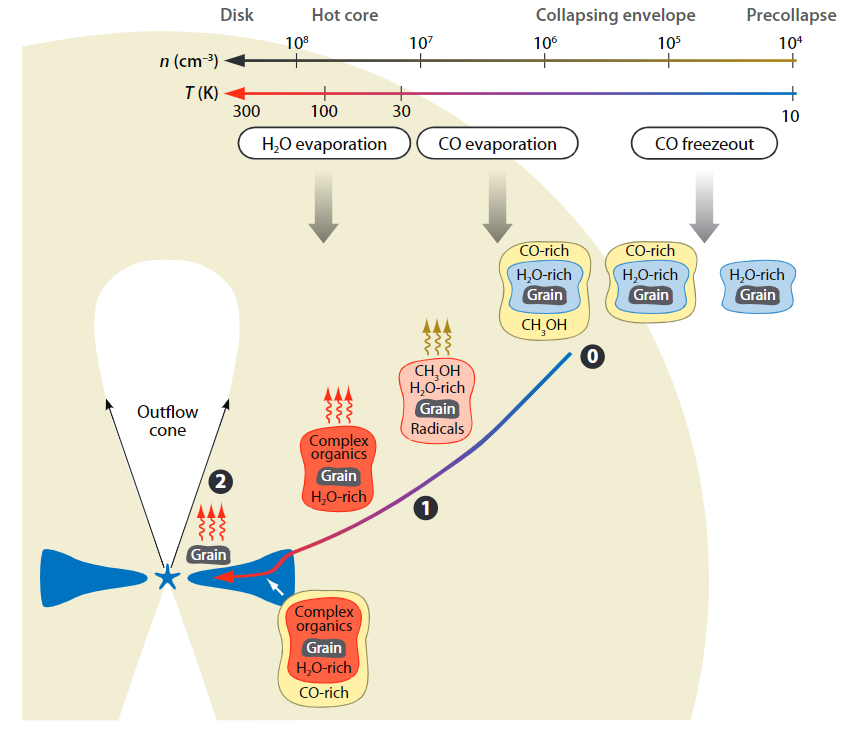 Disk Hot core Collapsing envelope Precollapse
10⁸ 10⁷ 10⁶ 10⁵ 10⁴
n (cm⁻³)
T (K)
300 100 30 10
H₂O evaporation CO evaporation CO freezeout
CO-rich
H₂O-rich
Grain
CH₃OH
CO-rich
H₂O-rich
Grain
H₂O-rich
Grain
0
CH₃OH
H₂O-rich
Grain
Radicals
Outflow
cone
Complex
organics
Grain
H₂O-rich
2
1
Grain
Complex
organics
Grain
H₂O-rich
CO-rich